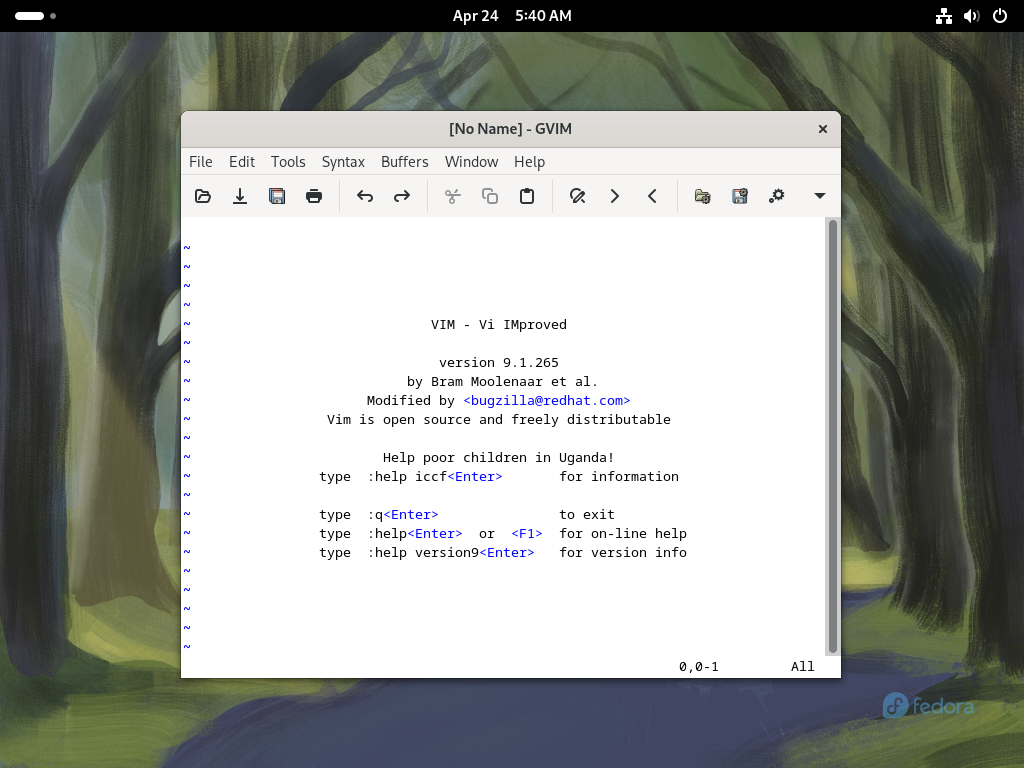 Apr 24 5:40 AM
[No Name] - GVIM
File Edit Tools Syntax Buffers Window Help
~
~
~
~
~ VIM - Vi IMproved
~
~ version 9.1.265
~ by Bram Moolenaar et al.
~ Modified by <bugzilla@redhat.com>
~ Vim is open source and freely distributable
~
~ Help poor children in Uganda!
~ type :help iccf<Enter> for information
~
~ type :q<Enter> to exit
~ type :help<Enter> or <F1> for on-line help
~ type :help version9<Enter> for version info
~
~
~
~
~
0,0-1 All
fedora